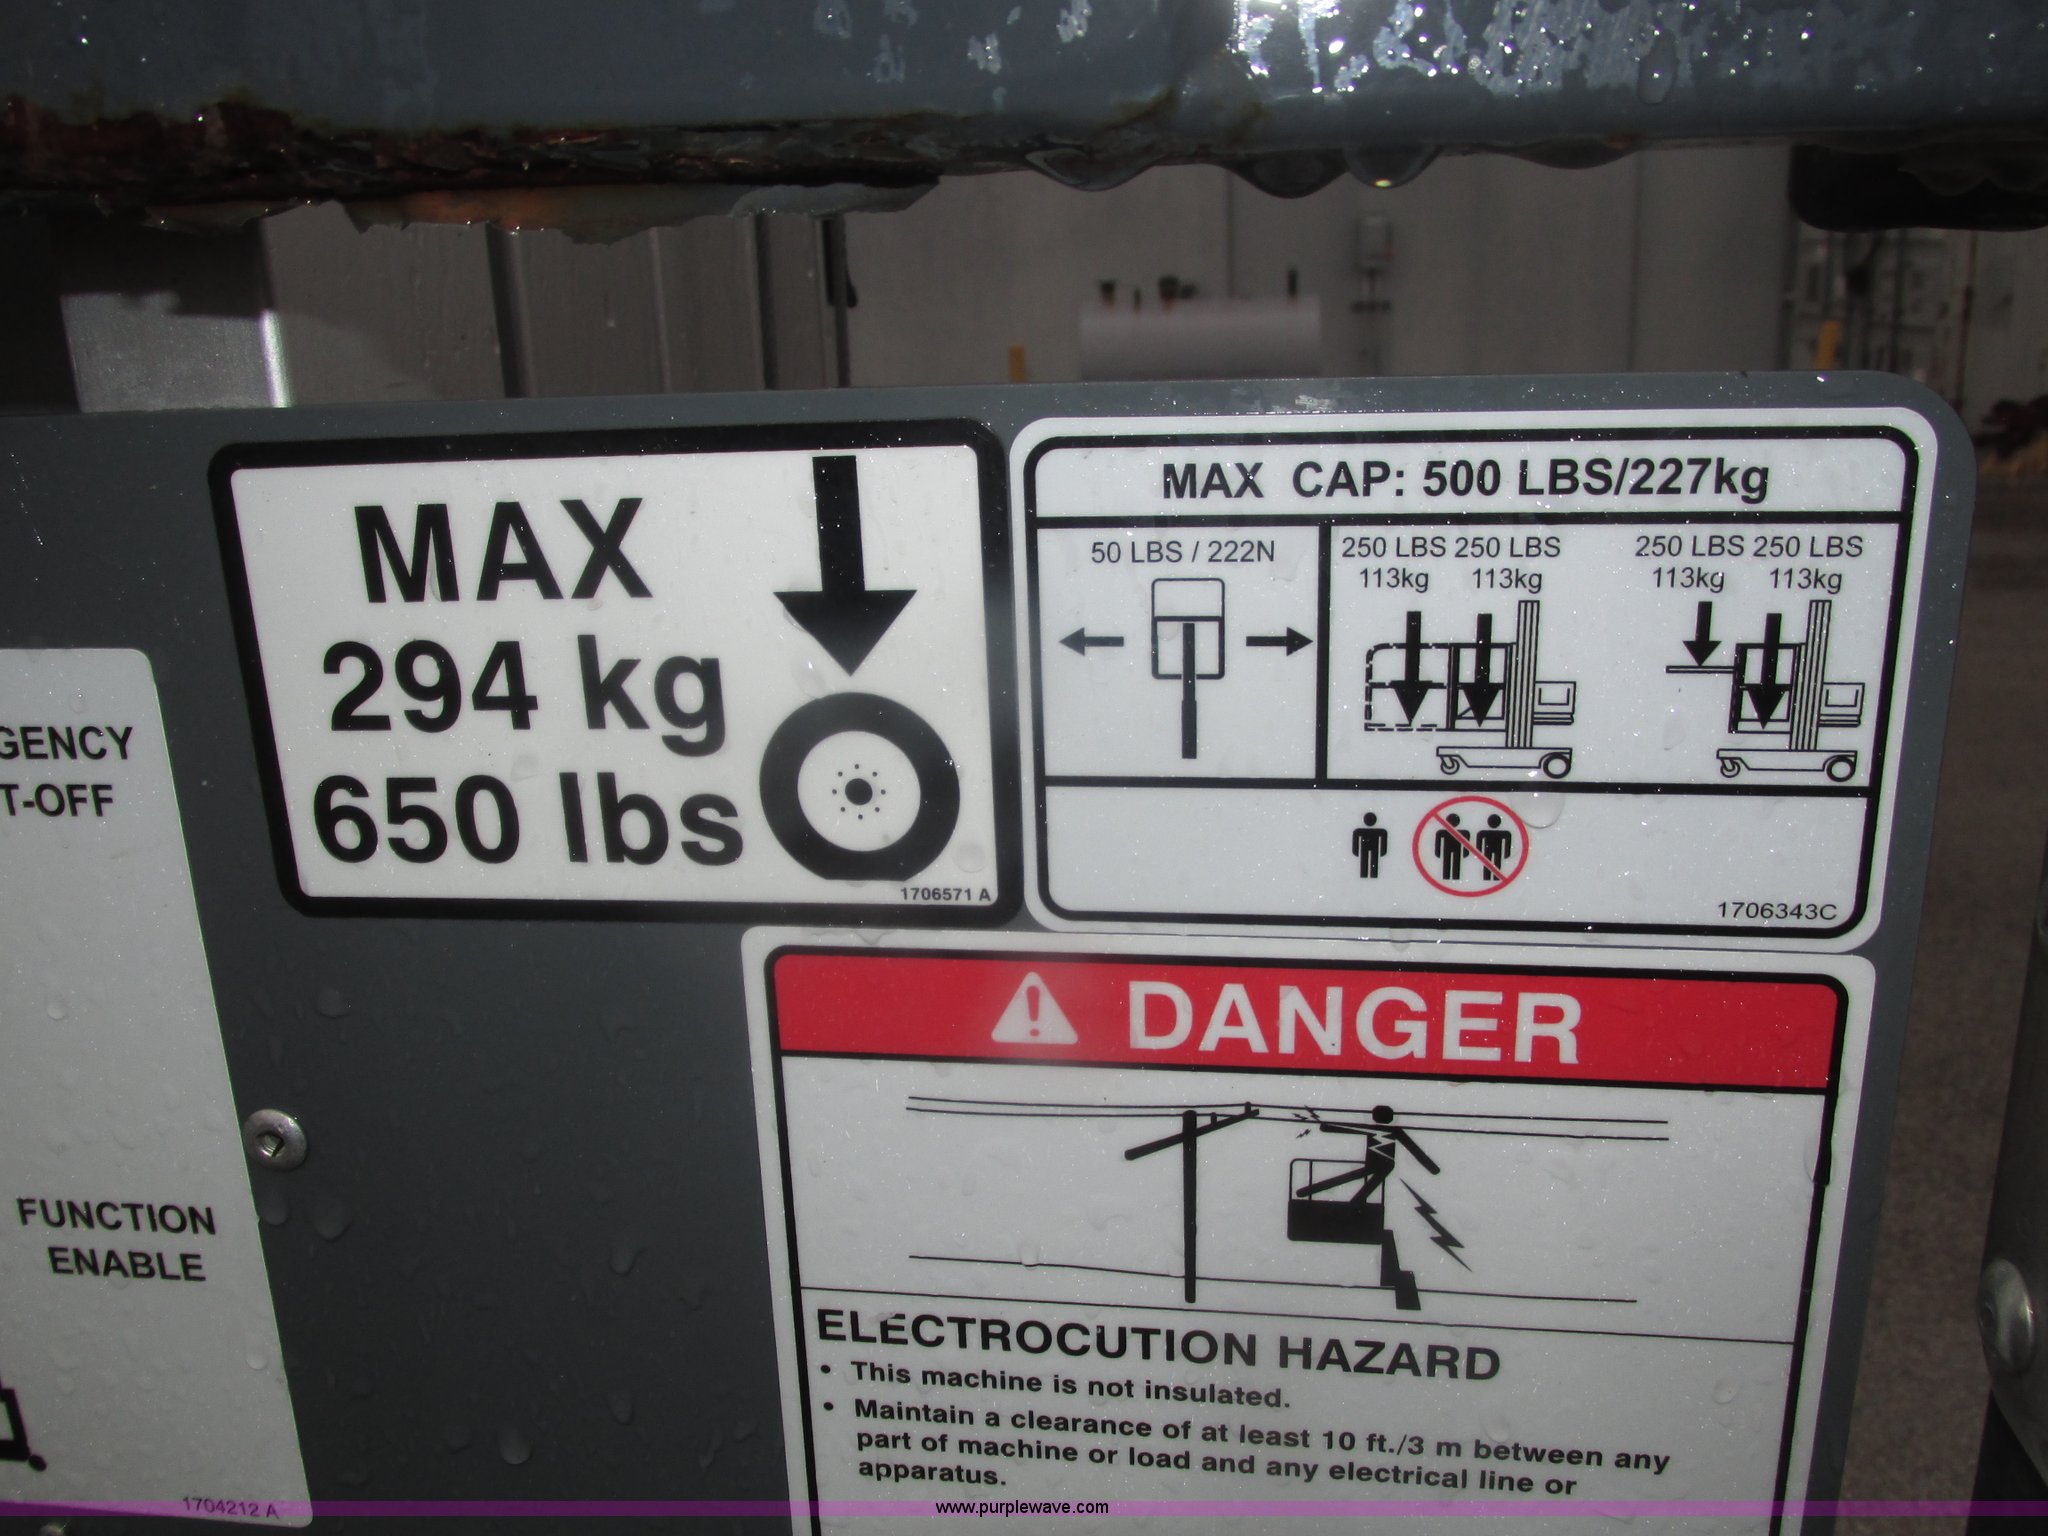 MAX
294 kg
650 lbs
1706571 A
MAX CAP: 500 LBS/227kg
50 LBS / 222N
250 LBS 250 LBS
113kg 113kg
250 LBS 250 LBS
113kg 113kg
1706343C
GENCY
T-OFF
FUNCTION
ENABLE
1704212 A
DANGER
ELECTROCUTION HAZARD
• This machine is not insulated.
• Maintain a clearance of at least 10 ft./3 m between any
part of machine or load and any electrical line or
apparatus.
www.purplewave.com